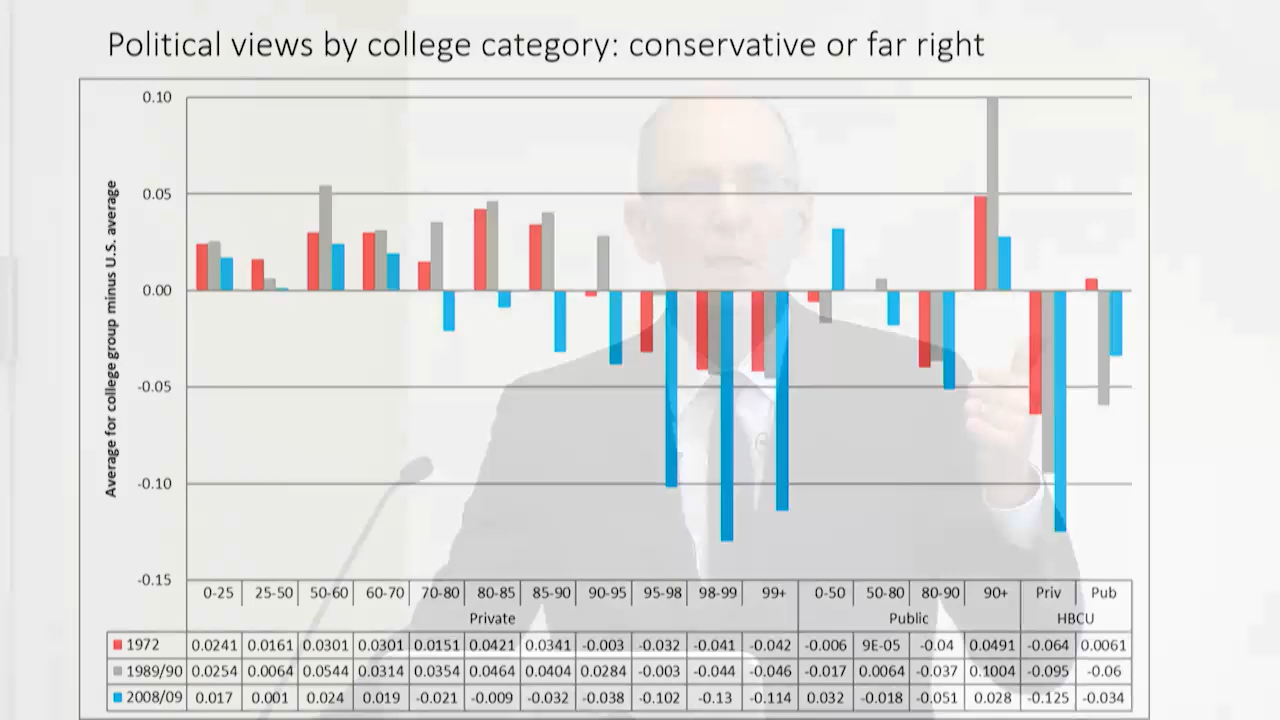 Political views by college category: conservative or far right
Average for college group minus U.S. average
0.10
0.05
0.00
-0.05
-0.10
-0.15
0-25 25-50 50-60 60-70 70-80 80-85 85-90 90-95 95-98 98-99 99+ 0-50 50-80 80-90 90+ Priv Pub
Private Public HBCU
1972 0.0241 0.0161 0.0301 0.0301 0.0151 0.0421 0.0341 -0.003 -0.032 -0.041 -0.042 -0.006 9E-05 -0.04 0.0491 -0.064 0.0061
1989/90 0.0254 0.0064 0.0544 0.0314 0.0354 0.0464 0.0404 0.0284 -0.003 -0.044 -0.046 -0.017 0.0064 -0.037 0.1004 -0.095 -0.06
2008/09 0.017 0.001 0.024 0.019 -0.021 -0.009 -0.032 -0.038 -0.102 -0.13 -0.114 0.032 -0.018 -0.051 0.028 -0.125 -0.034